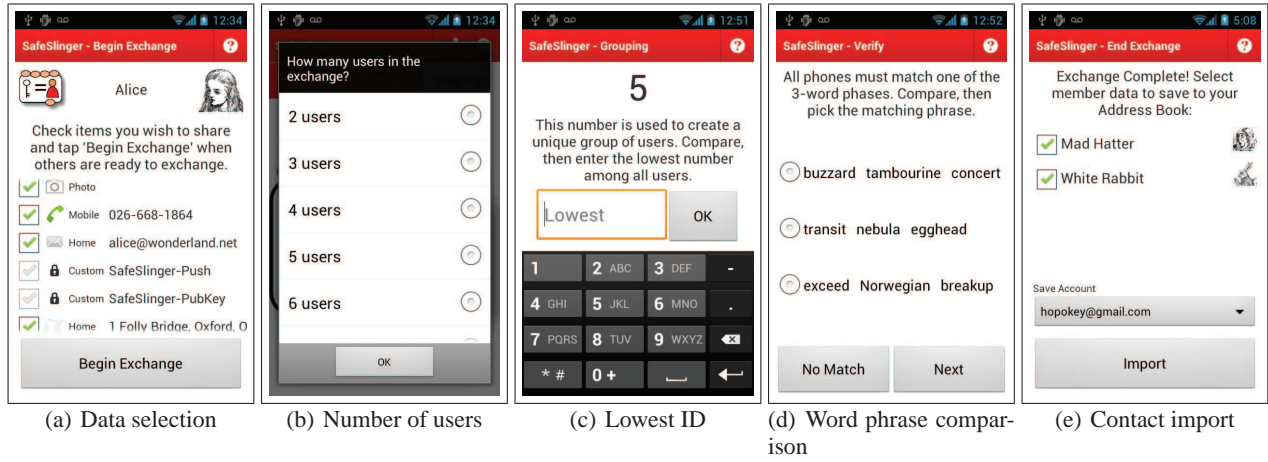 12:34
SafeSlinger - Begin Exchange ?
Alice
Check items you wish to share
and tap 'Begin Exchange' when
others are ready to exchange.
Photo
Mobile 026-668-1864
Home alice@wonderland.net
Custom SafeSlinger-Push
Custom SafeSlinger-PubKey
Home 1 Folly Bridge, Oxford, O
Begin Exchange
(a) Data selection
12:34
How many users in the
exchange?
2 users
3 users
4 users
5 users
6 users
OK
(b) Number of users
12:51
SafeSlinger - Grouping ?
5
This number is used to create a
unique group of users. Compare,
then enter the lowest number
among all users.
Lowest OK
1 2 ABC 3 DEF -
4 GHI 5 JKL 6 MNO .
7 PQRS 8 TUV 9 WXYZ
* # 0 +
(c) Lowest ID
12:52
SafeSlinger - Verify ?
All phones must match one of the
3-word phases. Compare, then
pick the matching phrase.
buzzard tambourine concert
transit nebula egghead
exceed Norwegian breakup
No Match Next
(d) Word phrase compar-
ison
5:08
SafeSlinger - End Exchange ?
Exchange Complete! Select
member data to save to your
Address Book:
Mad Hatter
White Rabbit
Save Account
hopokey@gmail.com
Import
(e) Contact import